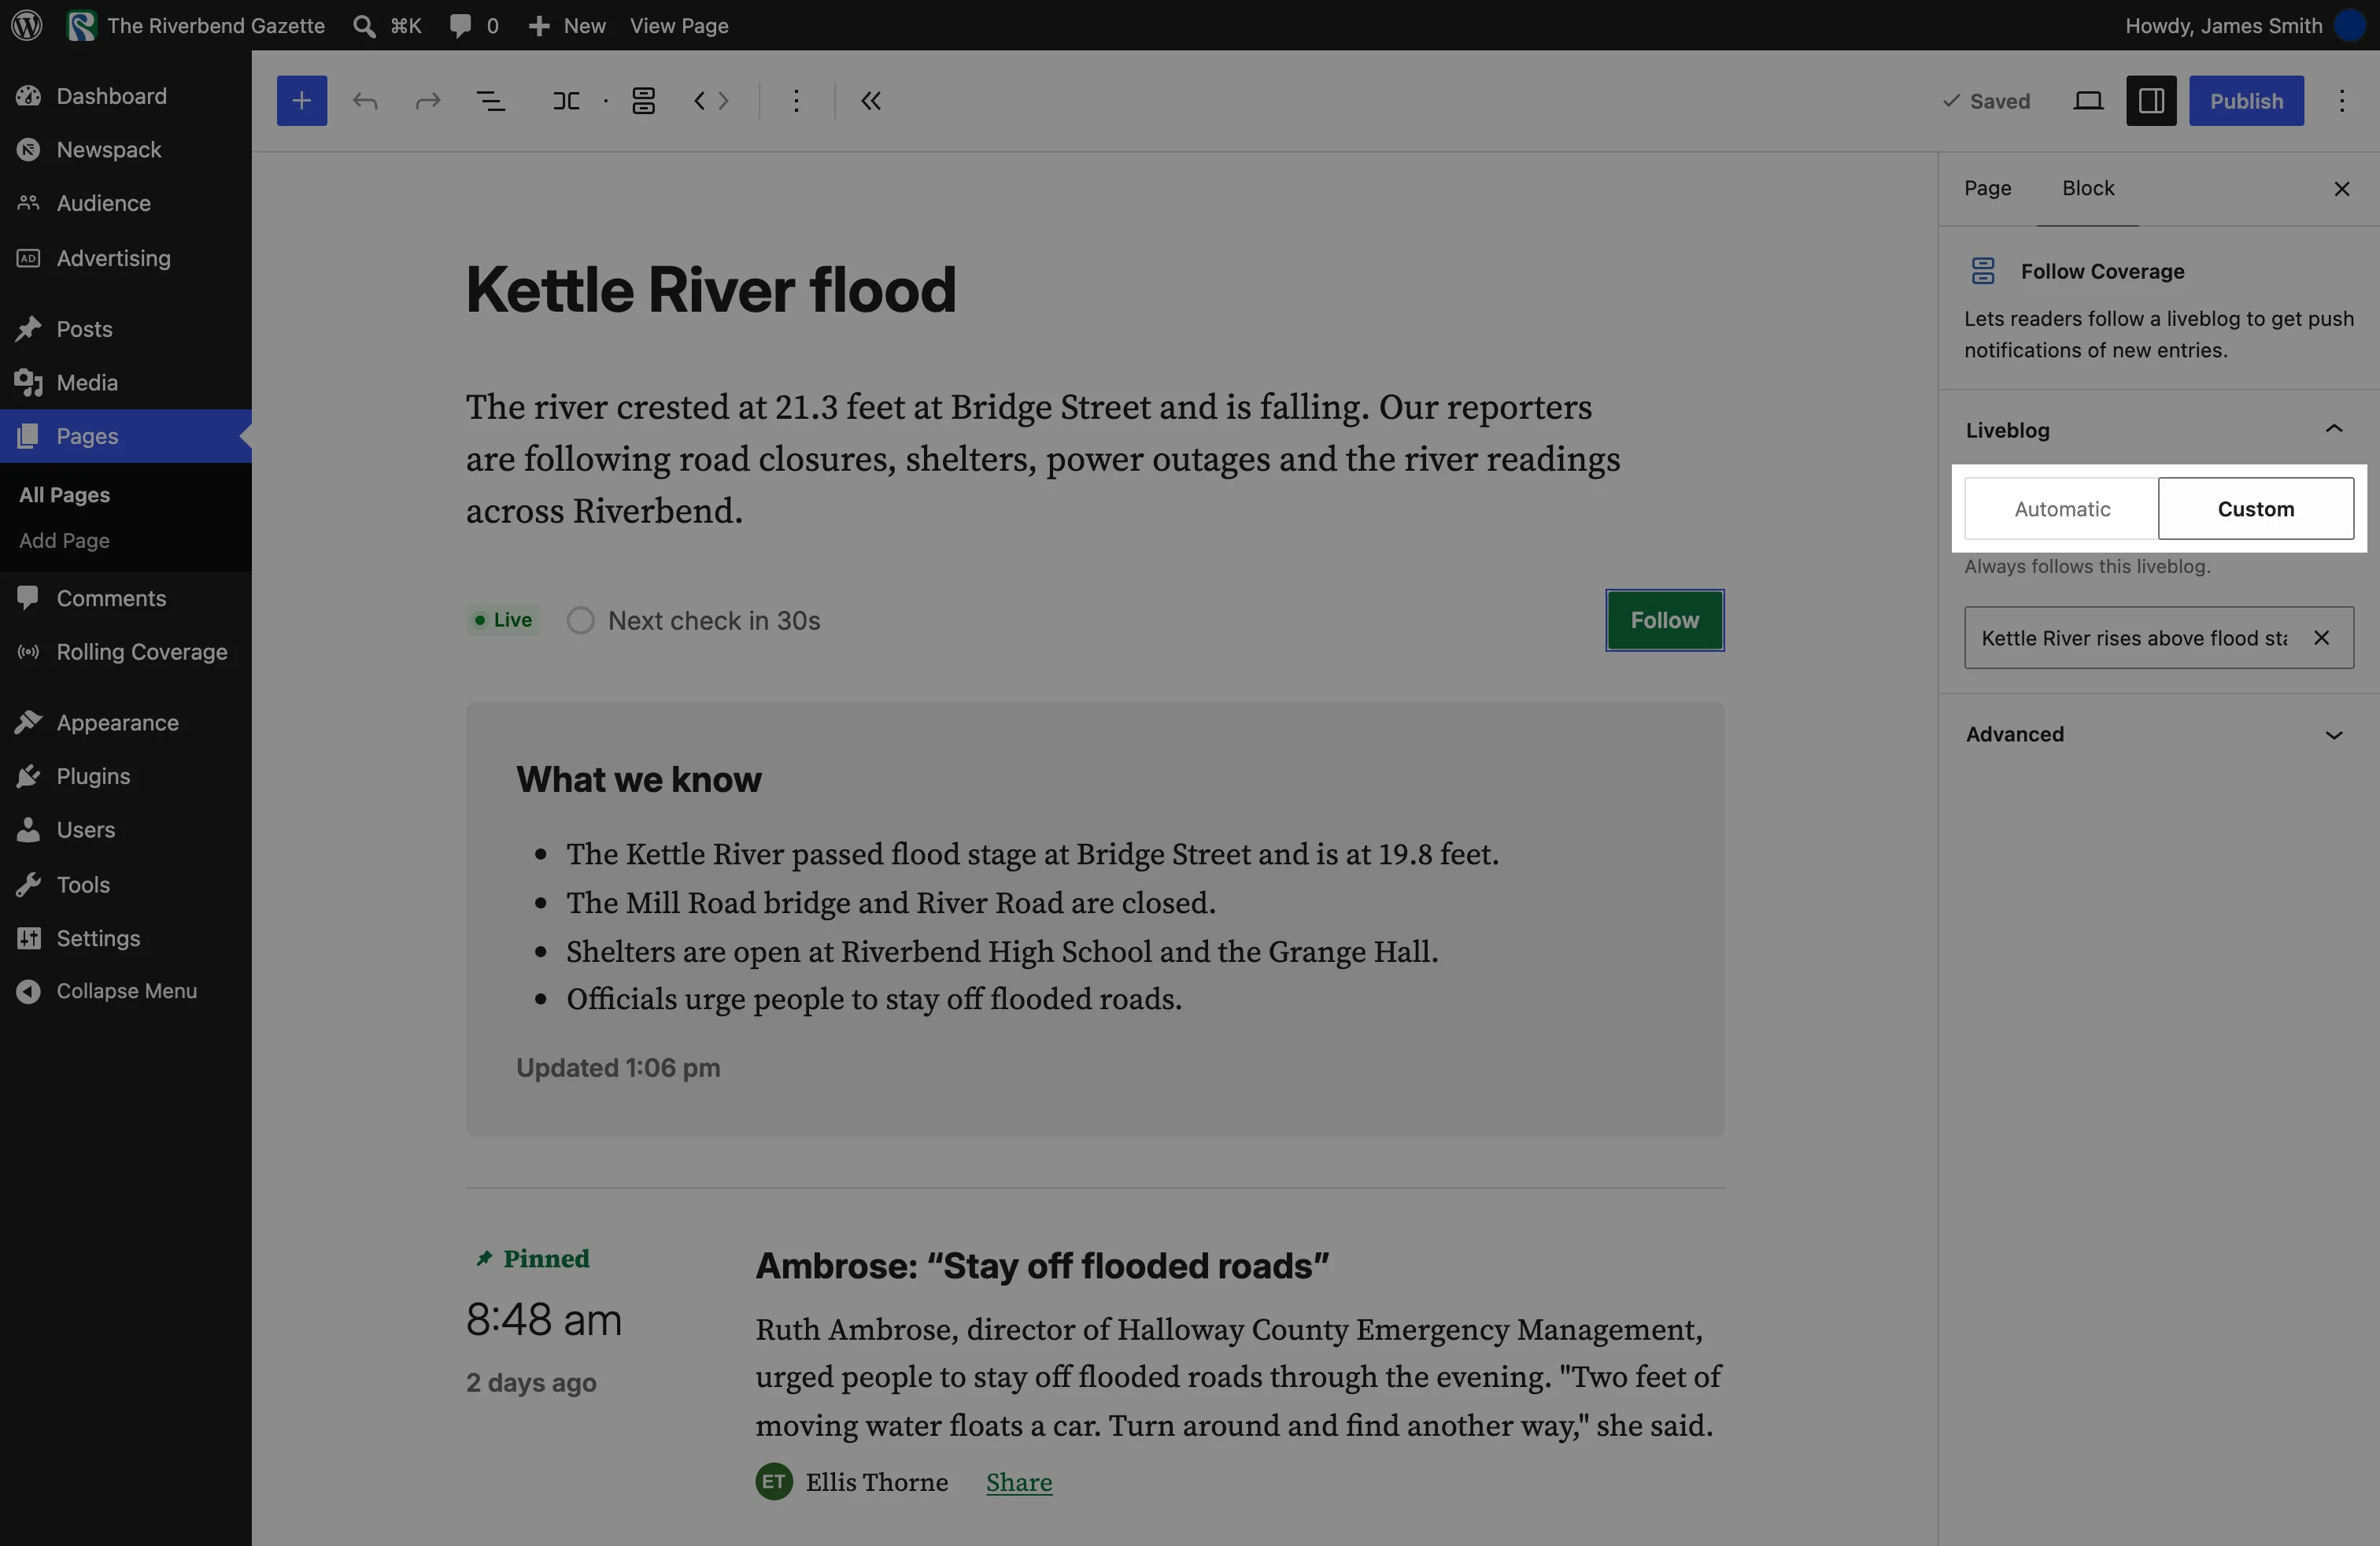 The Riverbend Gazette ⌘K 0 New View Page Howdy, James Smith
Dashboard
Newspack
Audience
AD Advertising
Posts
Media
Pages
All Pages
Add Page
Comments
Rolling Coverage
Appearance
Plugins
Users
Tools
Settings
Collapse Menu
Saved Publish
Kettle River flood
The river crested at 21.3 feet at Bridge Street and is falling. Our reporters
are following road closures, shelters, power outages and the river readings
across Riverbend.
Live Next check in 30s Follow
What we know
• The Kettle River passed flood stage at Bridge Street and is at 19.8 feet.
• The Mill Road bridge and River Road are closed.
• Shelters are open at Riverbend High School and the Grange Hall.
• Officials urge people to stay off flooded roads.
Updated 1:06 pm
Pinned
8:48 am
2 days ago
Ambrose: “Stay off flooded roads”
Ruth Ambrose, director of Halloway County Emergency Management,
urged people to stay off flooded roads through the evening. "Two feet of
moving water floats a car. Turn around and find another way," she said.
ET Ellis Thorne Share
Page Block
Follow Coverage
Lets readers follow a liveblog to get push
notifications of new entries.
Liveblog
Automatic Custom
Always follows this liveblog.
Kettle River rises above flood sta
Advanced